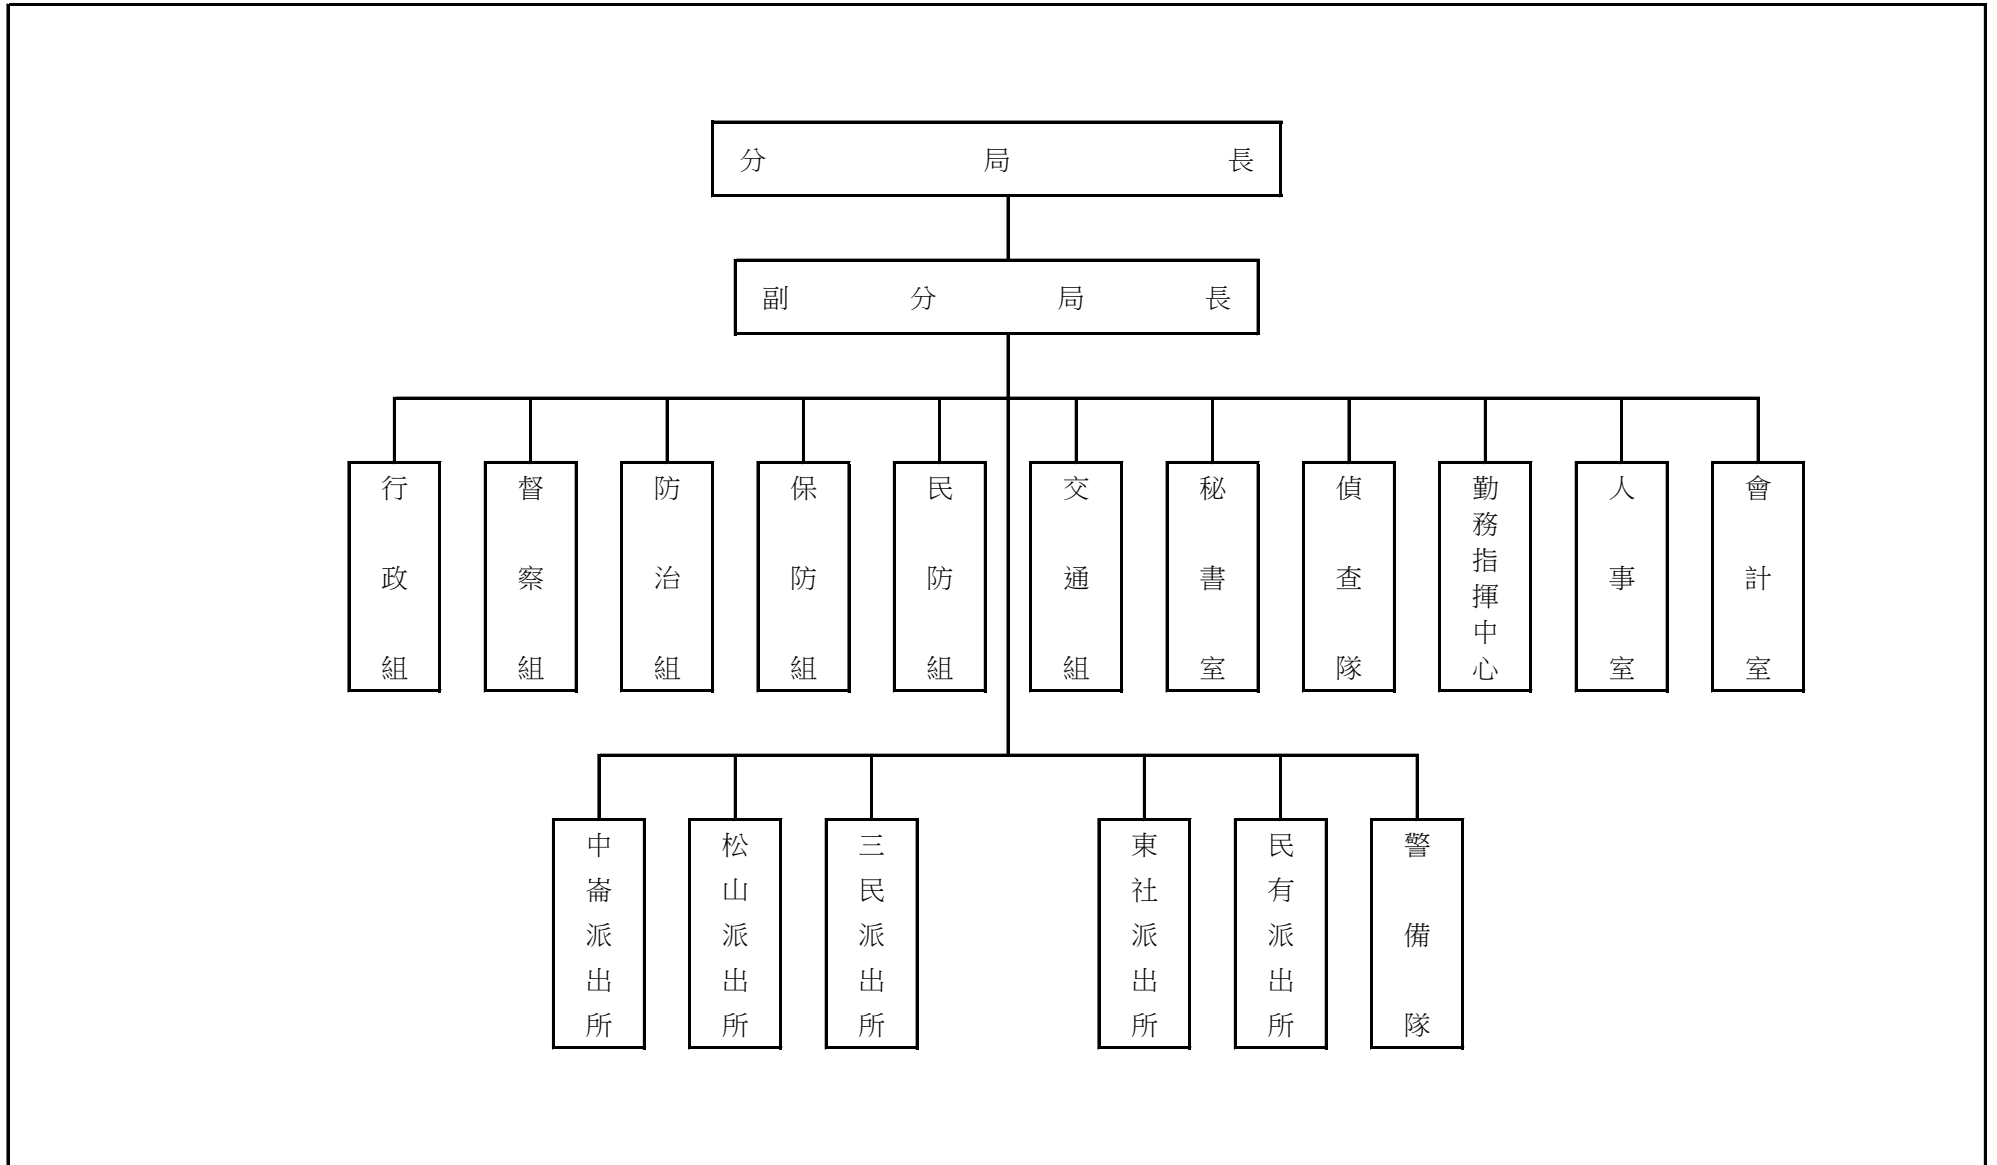 分局長
副分局長
行政組
督察組
防治組
保防組
民防組
交通組
秘書室
偵查隊
勤務指揮中心
人事室
會計室
中崙派出所
松山派出所
三民派出所
東社派出所
民有派出所
警備隊